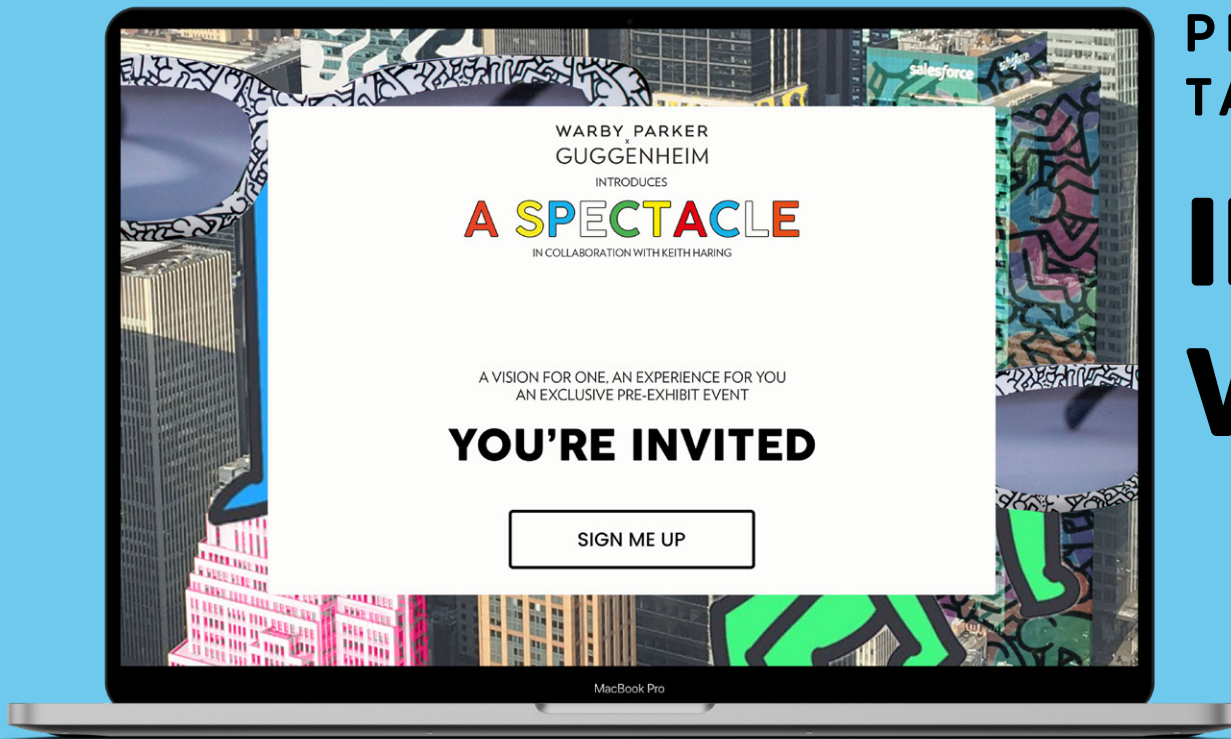 salesforce
WARBY PARKER
x
GUGGENHEIM
INTRODUCES
A SPECTACLE
IN COLLABORATION WITH KEITH HARING
A VISION FOR ONE, AN EXPERIENCE FOR YOU
AN EXCLUSIVE PRE-EXHIBIT EVENT
YOU'RE INVITED
SIGN ME UP
MacBook Pro